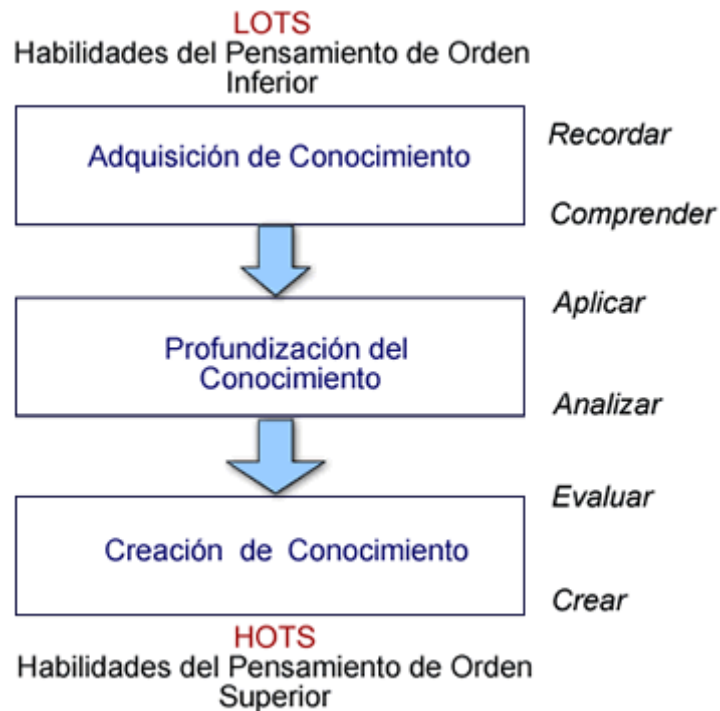 LOTS
Habilidades del Pensamiento de Orden
Inferior
Adquisición de Conocimiento
Recordar
Comprender
Profundización del
Conocimiento
Aplicar
Analizar
Creación de Conocimiento
Evaluar
Crear
HOTS
Habilidades del Pensamiento de Orden
Superior